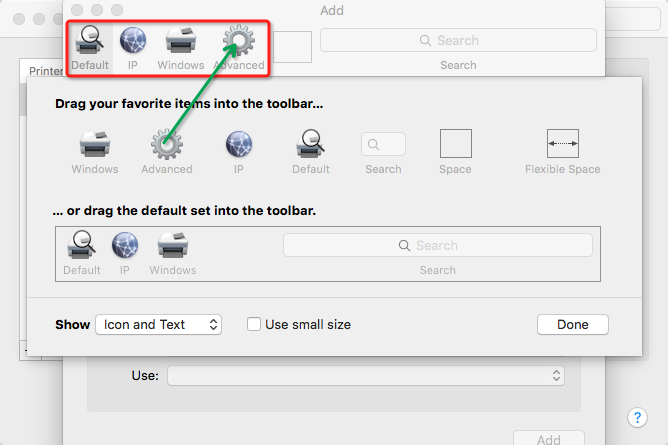 Add
Search
Default IP Windows Advanced Search
Printer
Drag your favorite items into the toolbar...
Windows Advanced IP Default Search Space Flexible Space
Search
... or drag the default set into the toolbar.
Search
Default IP Windows Search
Show Icon and Text Use small size Done
Use:
?
Add